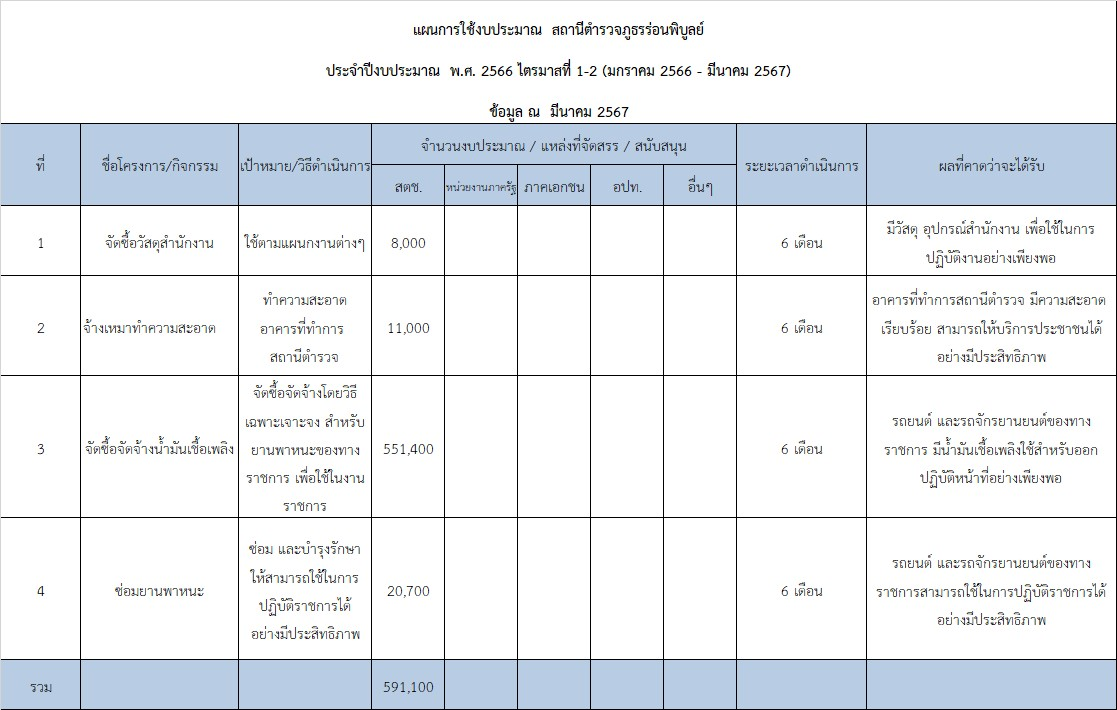 แผนการใช้งบประมาณ สถานีตำรวจภูธรร่อนพิบูลย์
ประจำปีงบประมาณ พ.ศ. 2566 ไตรมาสที่ 1-2 (มกราคม 2566 - มีนาคม 2567)
ข้อมูล ณ มีนาคม 2567
ที่
ชื่อโครงการ/กิจกรรม
เป้าหมาย/วิธีดำเนินการ
จำนวนงบประมาณ / แหล่งที่จัดสรร / สนับสนุน
สตช.
หน่วยงานภาครัฐ
ภาคเอกชน
อปท.
อื่นๆ
ระยะเวลาดำเนินการ
ผลที่คาดว่าจะได้รับ
1
จัดซื้อวัสดุสำนักงาน
ใช้ตามแผนกงานต่างๆ
8,000
6 เดือน
มีวัสดุ อุปกรณ์สำนักงาน เพื่อใช้ในการ
ปฏิบัติงานอย่างเพียงพอ
2
จ้างเหมาทำความสะอาด
ทำความสะอาด
อาคารที่ทำการ
สถานีตำรวจ
11,000
6 เดือน
อาคารที่ทำการสถานีตำรวจ มีความสะอาด
เรียบร้อย สามารถให้บริการประชาชนได้
อย่างมีประสิทธิภาพ
3
จัดซื้อจัดจ้างน้ำมันเชื้อเพลิง
จัดซื้อจัดจ้างโดยวิธี
เฉพาะเจาะจง สำหรับ
ยานพาหนะของทาง
ราชการ เพื่อใช้ในงาน
ราชการ
551,400
6 เดือน
รถยนต์ และรถจักรยานยนต์ของทาง
ราชการ มีน้ำมันเชื้อเพลิงใช้สำหรับออก
ปฏิบัติหน้าที่อย่างเพียงพอ
4
ซ่อมยานพาหนะ
ซ่อม และบำรุงรักษา
ให้สามารถใช้ในการ
ปฏิบัติราชการได้
อย่างมีประสิทธิภาพ
20,700
6 เดือน
รถยนต์ และรถจักรยานยนต์ของทาง
ราชการสามารถใช้ในการปฏิบัติราชการได้
อย่างมีประสิทธิภาพ
รวม
591,100